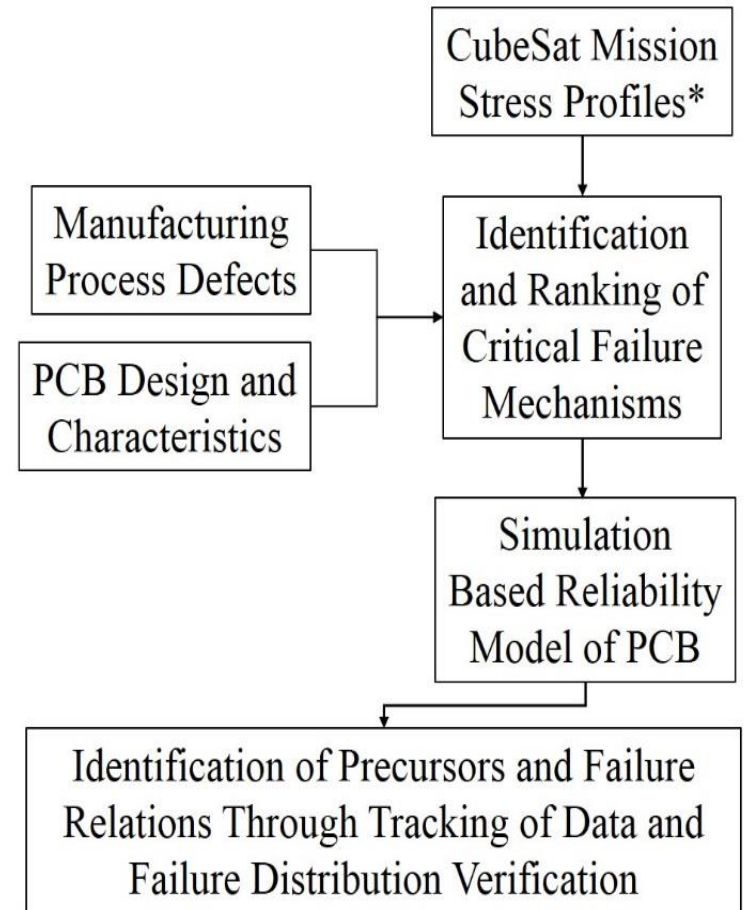 CubeSat Mission
Stress Profiles*
Manufacturing
Process Defects
PCB Design and
Characteristics
Identification
and Ranking of
Critical Failure
Mechanisms
Simulation
Based Reliability
Model of PCB
Identification of Precursors and Failure
Relations Through Tracking of Data and
Failure Distribution Verification